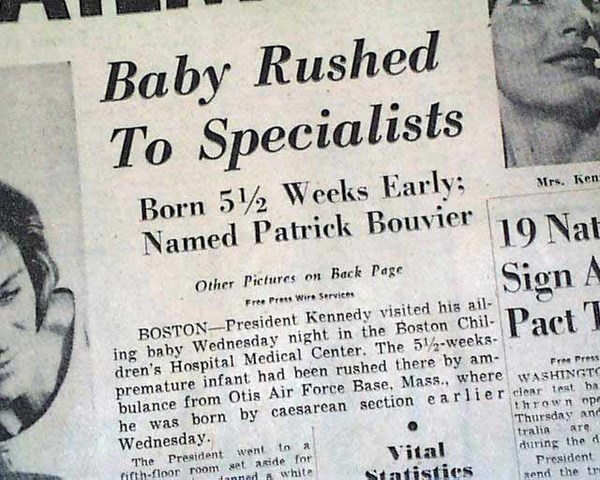 Baby Rushed
To Specialists
Born 5½ Weeks Early;
Named Patrick Bouvier
Other Pictures on Back Page
Free Press Wire Services
BOSTON—President Kennedy visited his ail-
ing baby Wednesday night in the Boston Chil-
dren's Hospital Medical Center. The 5½-weeks-
premature infant had been rushed there by am-
bulance from Otis Air Force Base, Mass., where
he was born by caesarean section earlier
Wednesday.
The President went to a
fifth-floor room set aside for
a white
Vital
Statistics
Mrs. Ken
19 Nat
Sign A
Pact T
Free Press
WASHINGTO
clear test ba
thrown ope
Thursday and
tralia are
during the d
President
send the tr